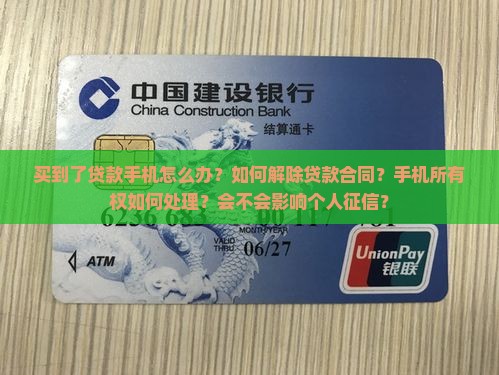 中国建设银行
China Construction Bank
结算通卡
买到了贷款手机怎么办？如何解除贷款合同？手机所有
权如何处理？会不会影响个人征信？
MONTH/YEAR
VALID
THRU
06/27
ATM
UnionPay
银联